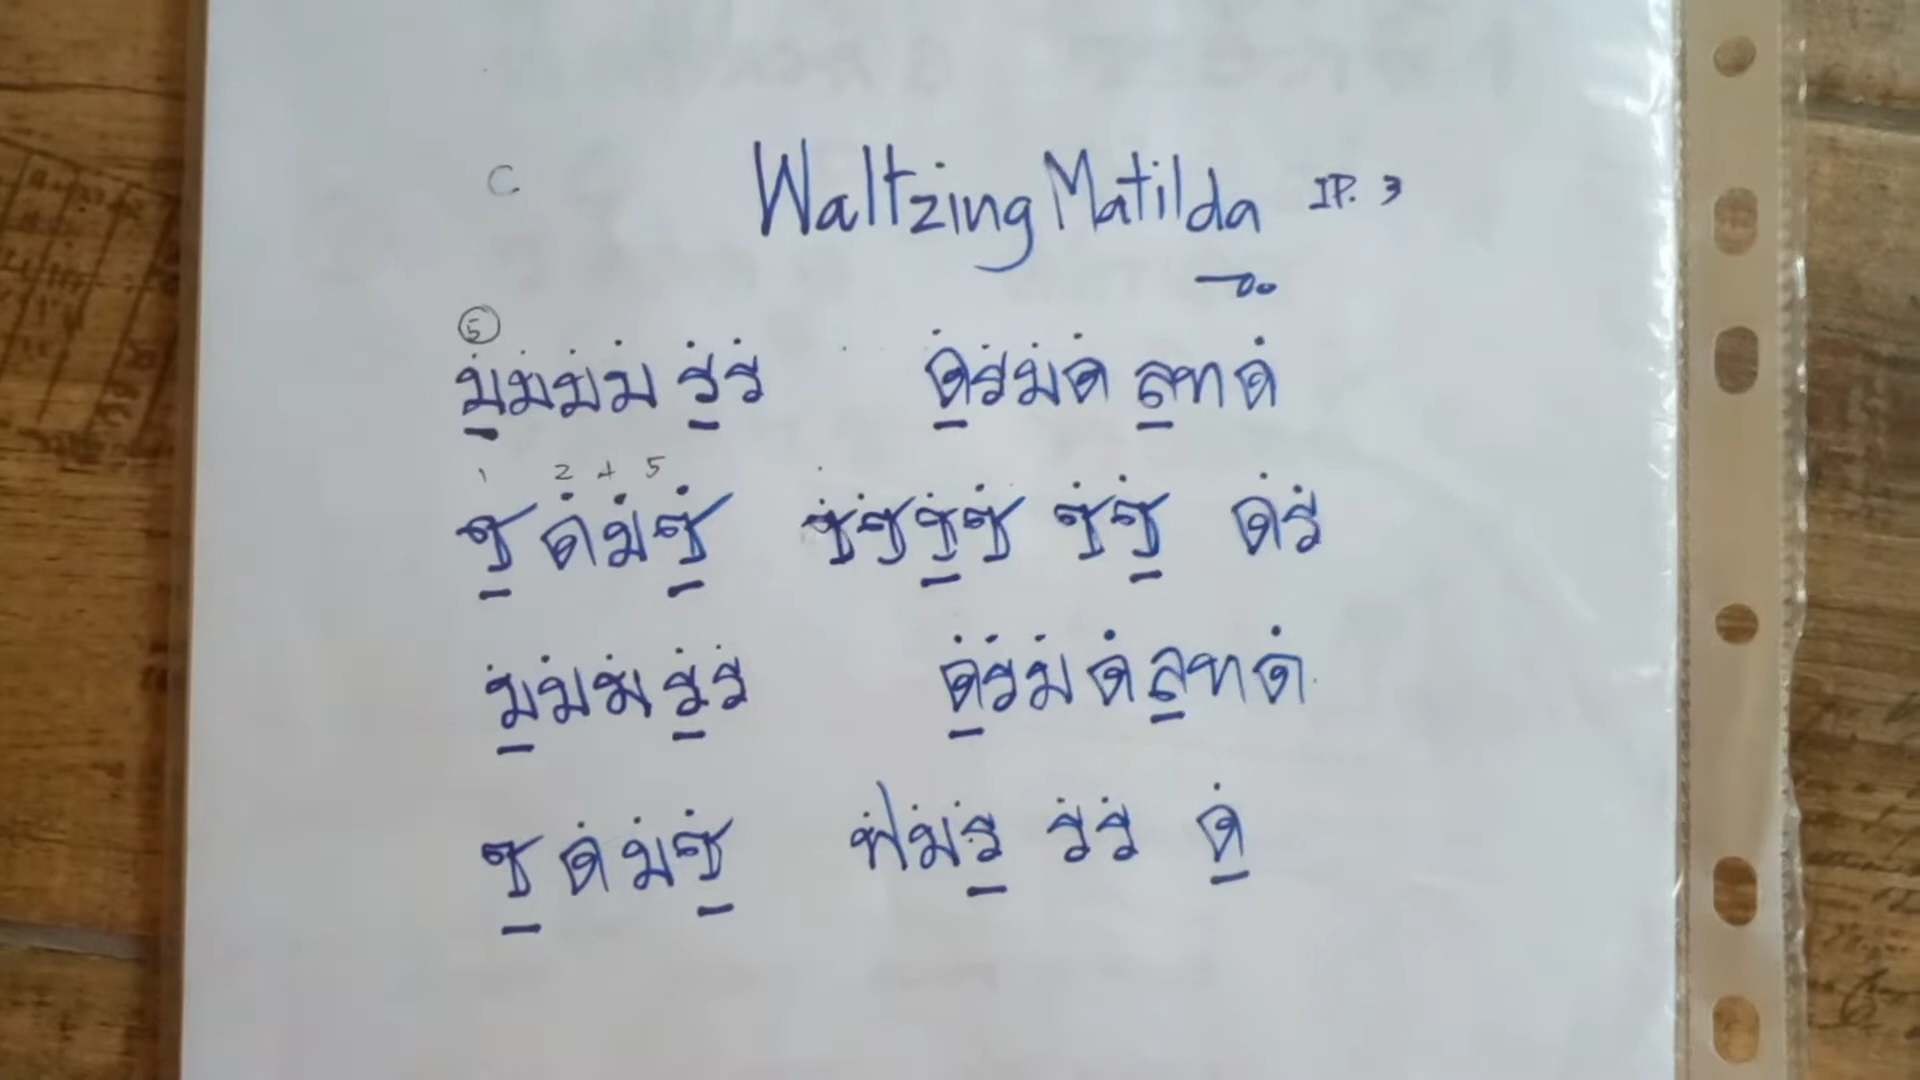 C Waltzing Matilda IP. 3
5
มํมํมํมํ รํรํ ดํรํมํดํ ลทดํ
1 2 4 5
ซ ดํมํซํ ซํซํซํซํ ซํซํ ดํรํ
มํมํมํ รํรํ ดํรํมํ ดํ ลทดํ
ซ ดํมํซํ ฟํมํรํ รํรํ ดํ